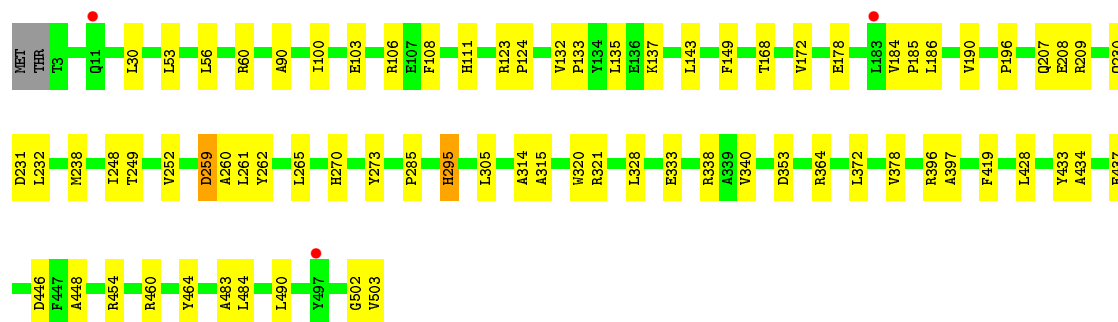 MET THR T3 Q11 L30 L53 L56 R60 A90 I100 E103 R106 E107 F108 H111 R123 P124 V132 P133 Y134 L135 E136 K137 L143 F149 T168 V172 E178 L183 V184 P185 L186 V190 P196 Q207 E208 R209
D231 L232 M238 I248 T249 V252 D259 A260 L261 Y262 L265 H270 Y273 P285 H295 L305 A314 A315 W320 R321 L328 E333 R338 A339 V340 D353 R364 L372 V378 R396 A397 F419 L428 Y433 A434
D446 F447 A448 R454 R460 Y464 A483 L484 L490 Y497 G502 V503